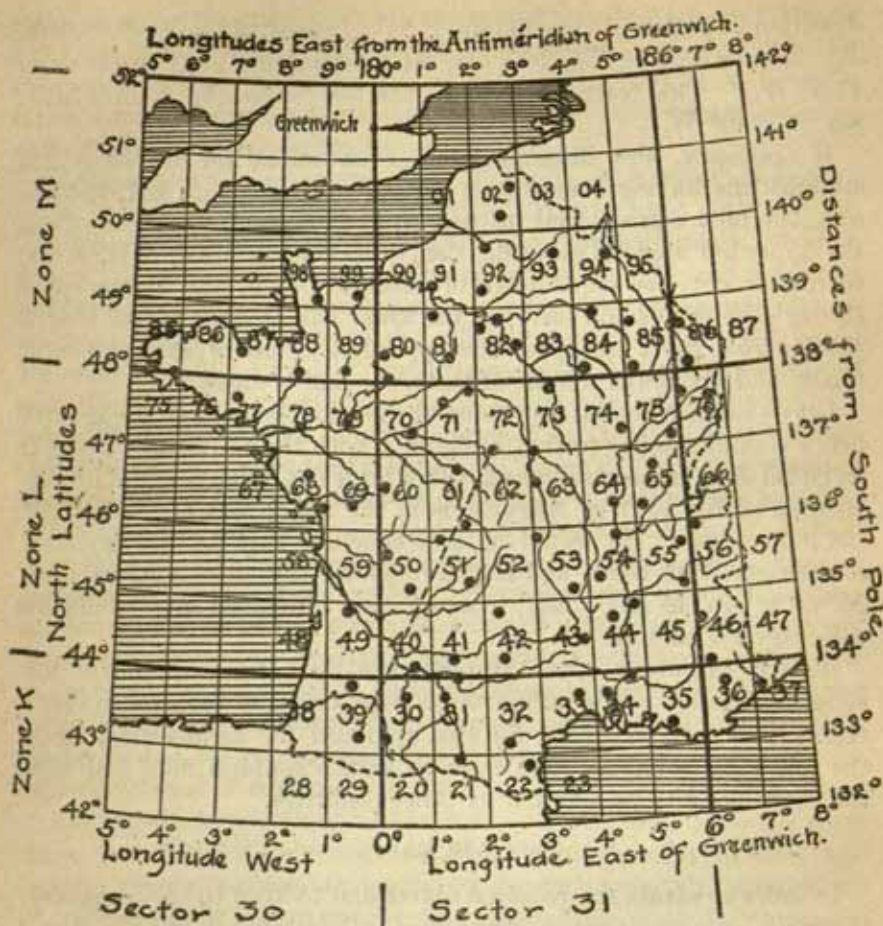 Longitudes East from the Antiméridian of Greenwich.
5° 6° 7° 8° 9° 180° 1° 2° 3° 4° 5° 186° 7° 8°
52° 142°
Greenwich
51° 141°
01 02 03 04
50° 140°
98 99 90 91 92 93 94 95
49° 139°
85 86 87 88 89 80 81 82 83 84 85 86 87
48° 138°
75 76 77 78 79 70 71 72 73 74 75 76
47° 137°
67 68 69 60 61 62 63 64 65 66
46° 136°
58 59 50 51 52 53 54 55 56 57
45° 135°
48 49 40 41 42 43 44 45 46 47
44° 134°
38 39 30 31 32 33 34 35 36 37
43° 133°
28 29 20 21 22 23
42° 132°
Zone M
Zone L
Zone K
North Latitudes
Distances from South Pole.
5° 4° 3° 2° 1° 0° 1° 2° 3° 4° 5° 6° 7° 8°
Longitude West Longitude East of Greenwich.
Sector 30 Sector 31